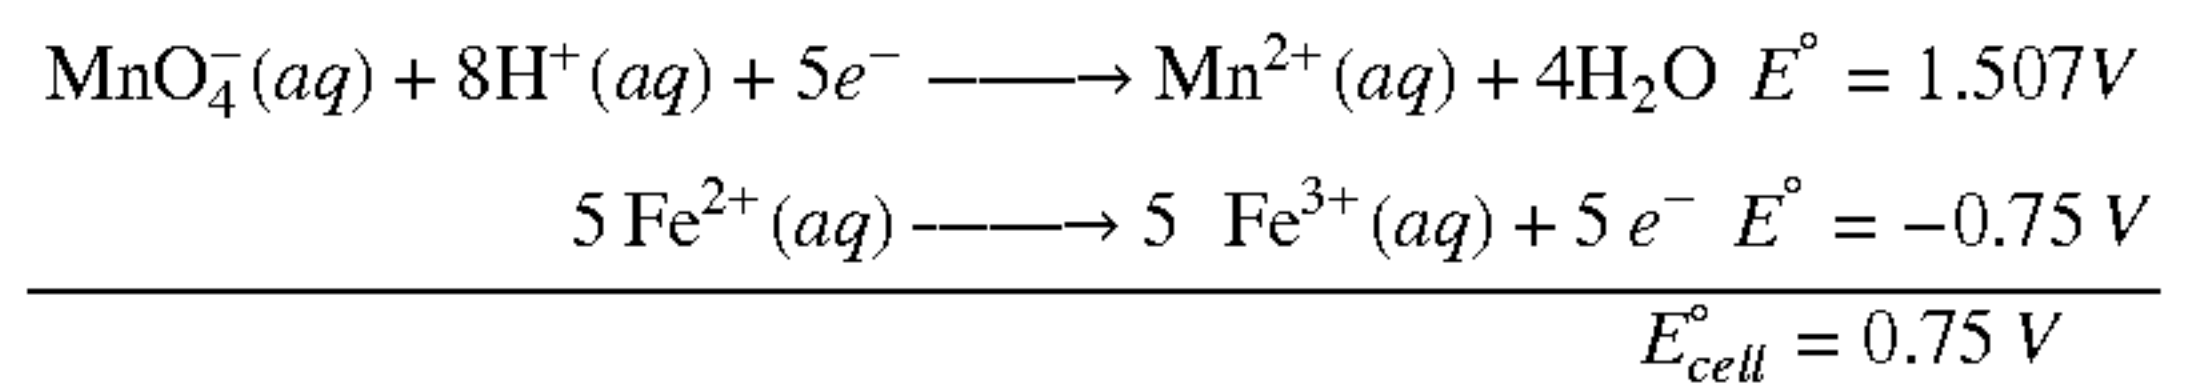 MnO₄⁻(aq) + 8H⁺(aq) + 5e⁻ ——→ Mn²⁺(aq) + 4H₂O E° = 1.507V
5 Fe²⁺(aq) ——→ 5 Fe³⁺(aq) + 5 e⁻ E° = −0.75 V
E°cell = 0.75 V